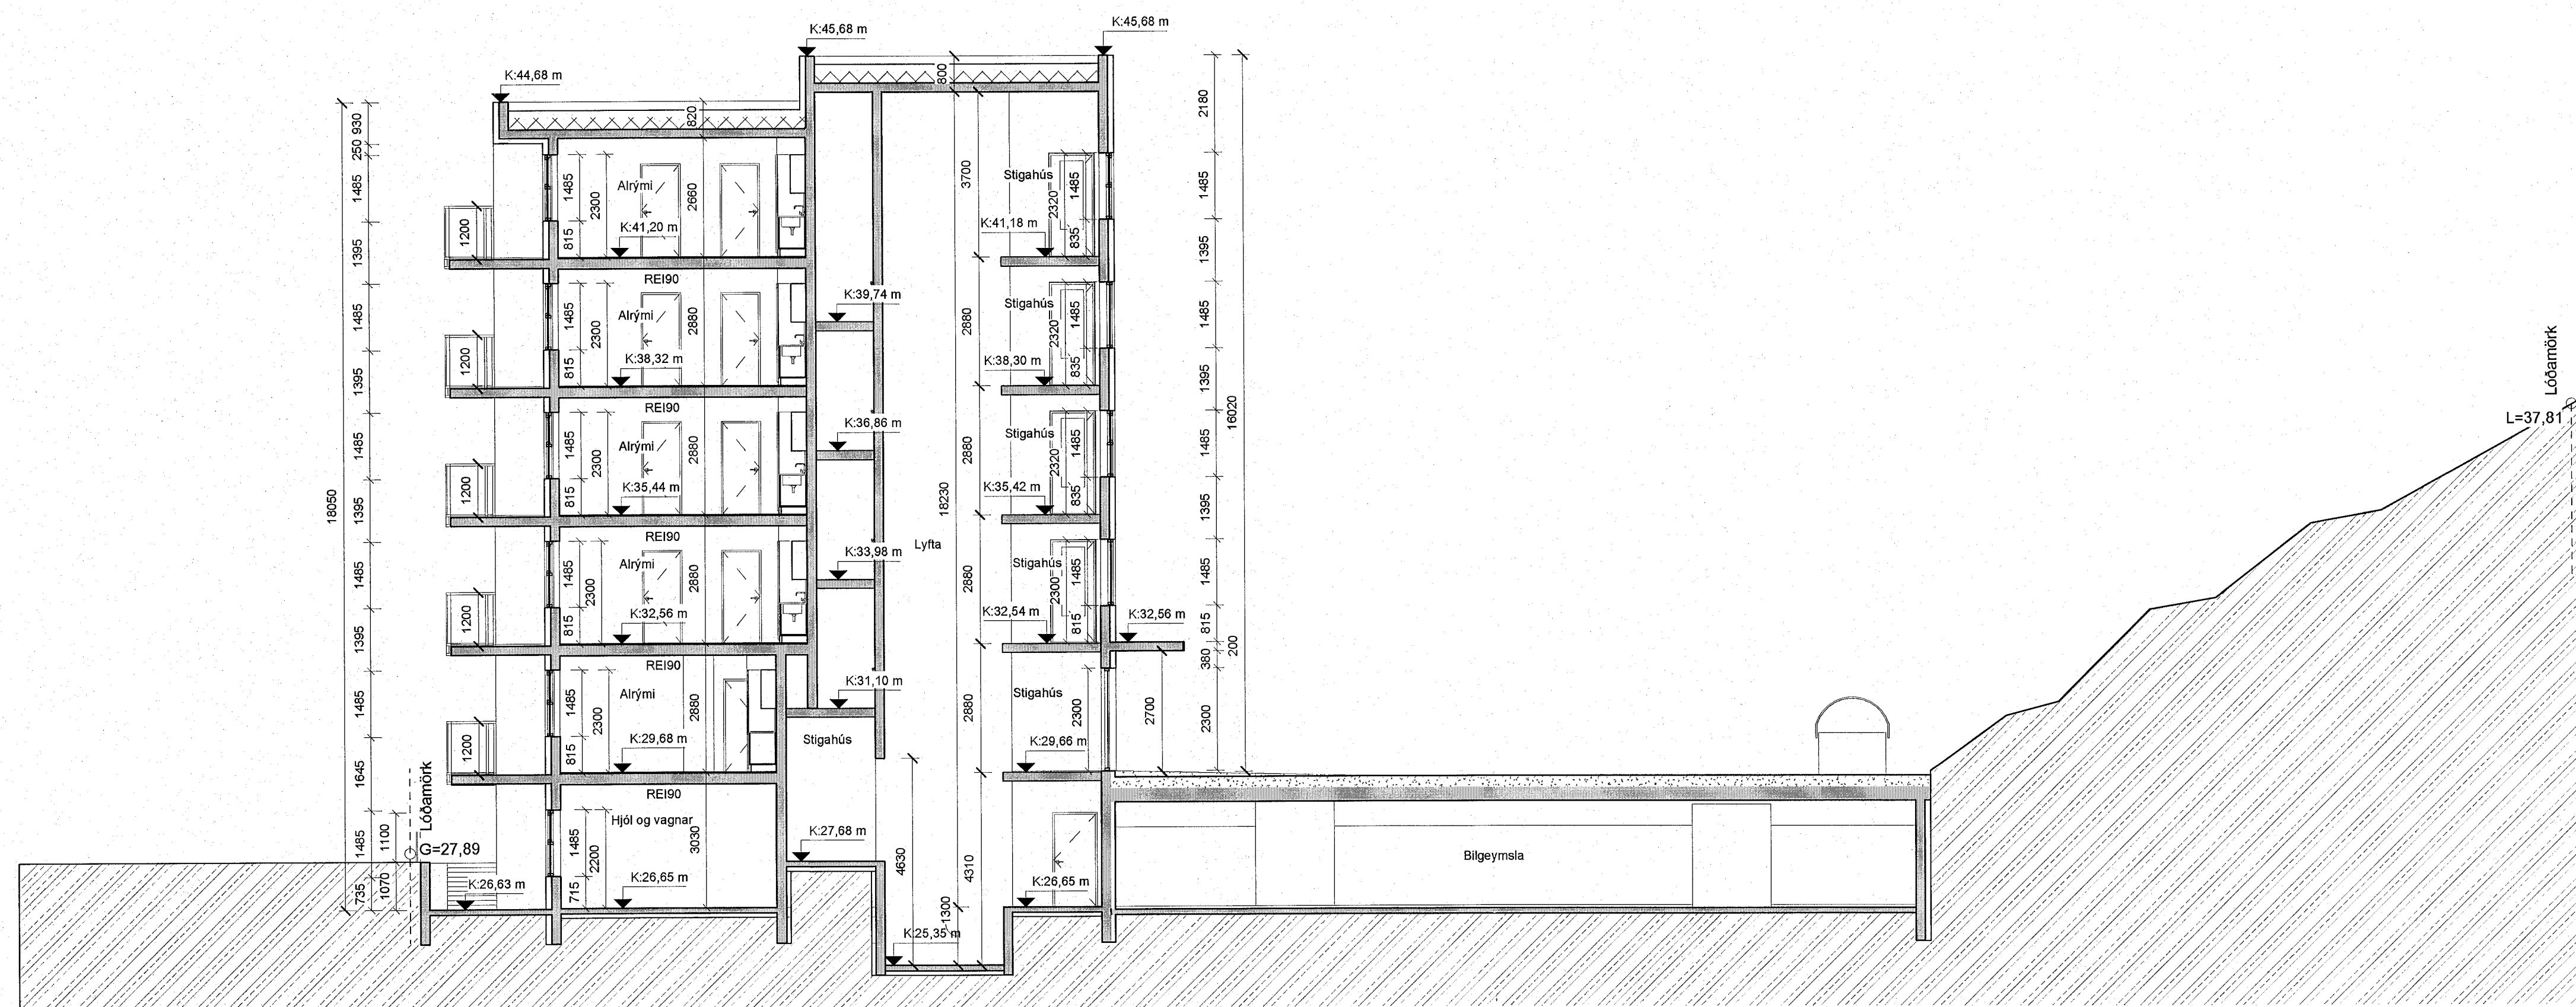 K:45,68 m
K:45,68 m
K:44,68 m
800
820
930
250
2180
1485
1485
2300
Alrými
2660
3700
Stigahús
2320
1485
1485
1200
815
K:41,20 m
K:41,18 m
835
1395
1395
REI90
K:39,74 m
Stigahús
1485
1485
2300
Alrými
2880
2880
2320
1485
1485
1200
815
K:38,32 m
K:38,30 m
835
1395
1395
REI90
16020
K:36,86 m
Stigahús
1485
1485
2300
Alrými
2880
2880
2320
1485
1485
1200
815
K:35,44 m
K:35,42 m
835
1395
1395
18050
18230
REI90
Lyfta
K:33,98 m
Stigahús
1485
1485
2300
Alrými
2880
2880
2300
1485
1485
1200
815
K:32,56 m
K:32,54 m
815
K:32,56 m
815
1395
380
200
REI90
K:31,10 m
Stigahús
1485
1485
2300
Alrými
2880
2880
2300
2700
2300
1200
815
K:29,68 m
Stigahús
K:29,66 m
1645
REI90
Lóðamörk
G=27,89
1485
1100
1485
2200
Hjól og vagnar
3030
K:27,68 m
4630
4310
Bílgeymsla
735
1070
K:26,63 m
715
K:26,65 m
K:26,65 m
1300
K:25,35 m
Lóðamörk
L=37,81